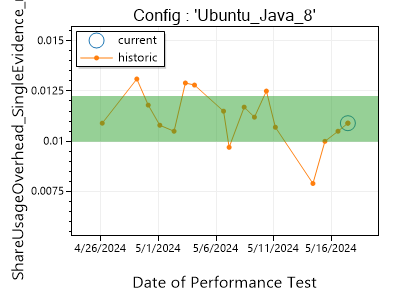 Config : 'Ubuntu_Java_8'
ShareUsageOverhead_SingleEvidence_
0.015
0.0125
0.01
0.0075
current
historic
4/26/2024
5/1/2024
5/6/2024
5/11/2024
5/16/2024
Date of Performance Test